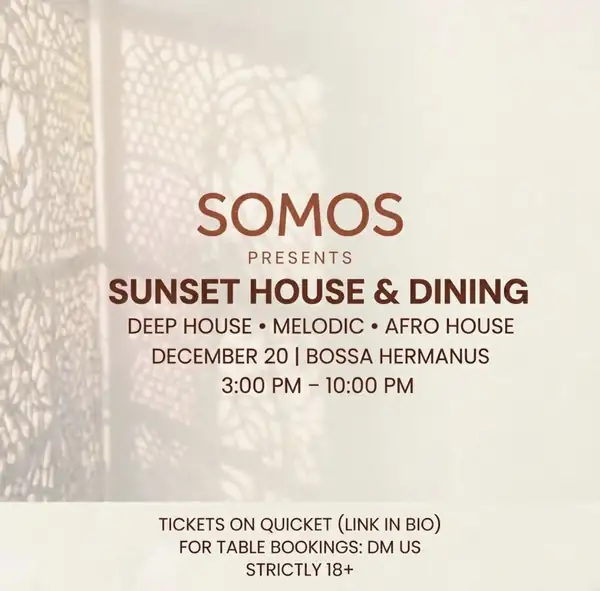 SOMOS
PRESENTS
SUNSET HOUSE & DINING
DEEP HOUSE • MELODIC • AFRO HOUSE
DECEMBER 20 | BOSSA HERMANUS
3:00 PM – 10:00 PM
TICKETS ON QUICKET (LINK IN BIO)
FOR TABLE BOOKINGS: DM US
STRICTLY 18+